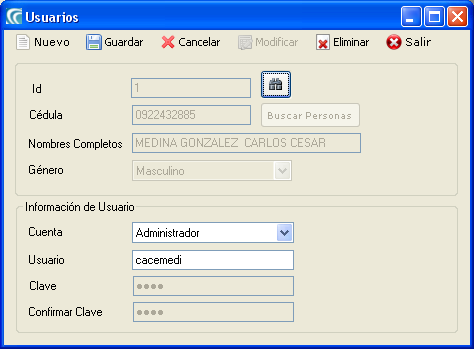 Usuarios
Nuevo Guardar Cancelar Modificar Eliminar Salir
Id 1
Cédula 0922432885 Buscar Personas
Nombres Completos MEDINA GONZALEZ CARLOS CESAR
Género Masculino
Información de Usuario
Cuenta Administrador
Usuario cacemedi
Clave ••••
Confirmar Clave ••••